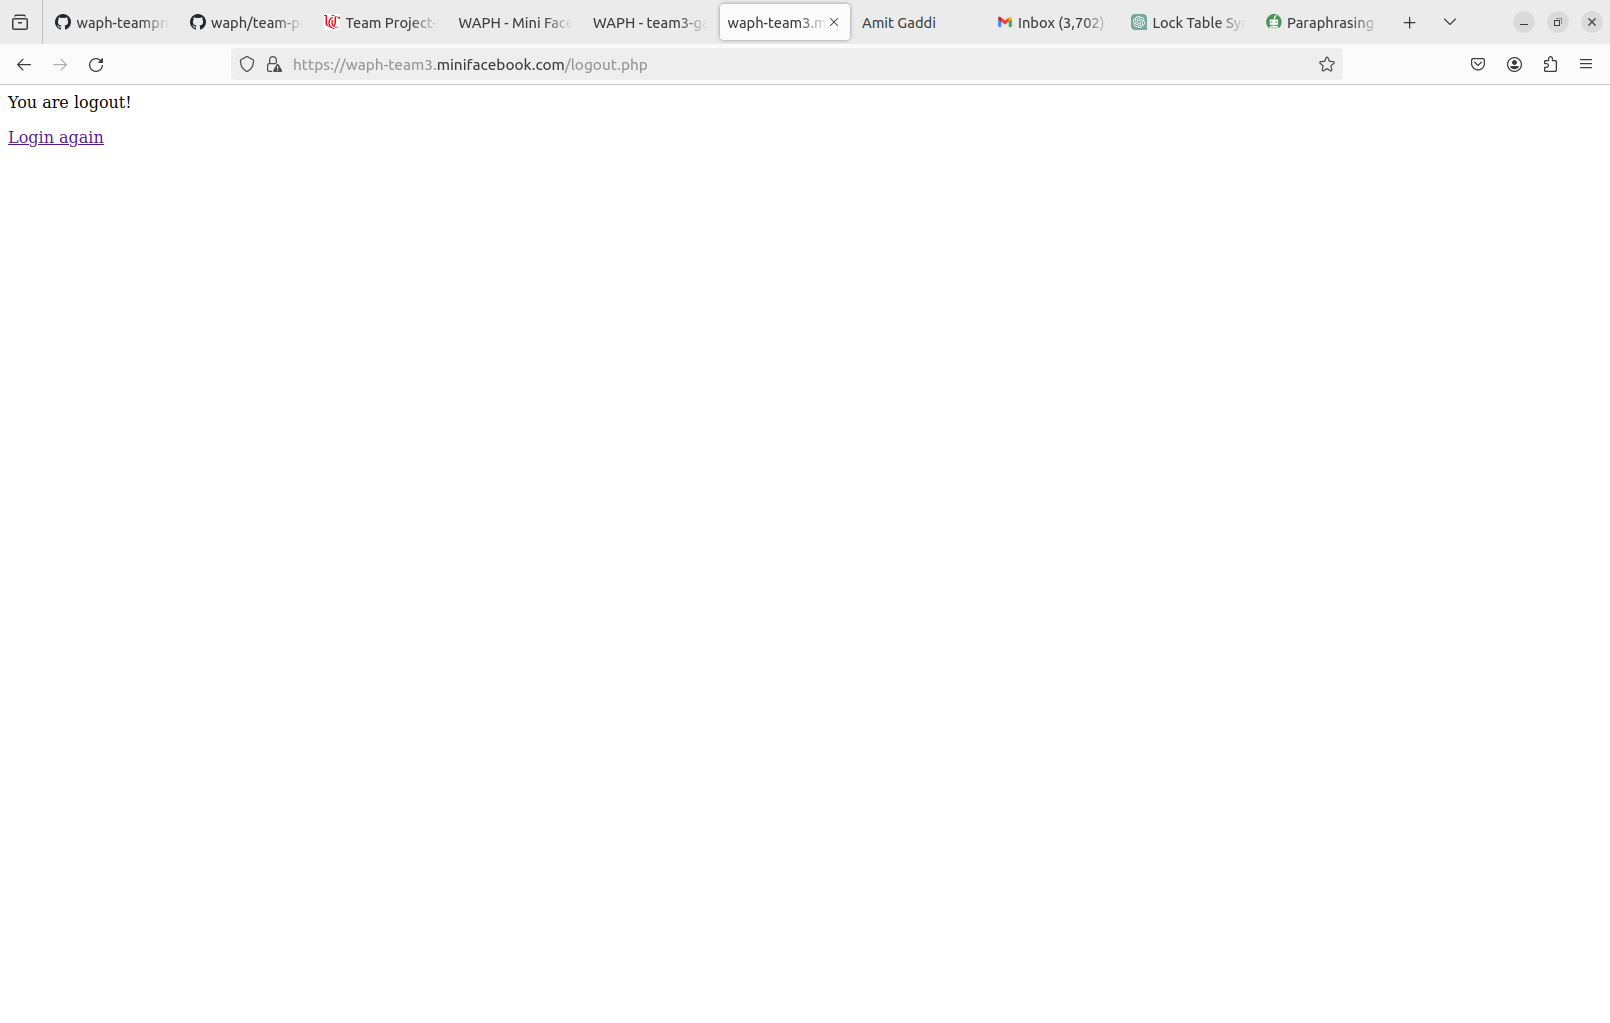 waph-teampr
waph/team-p
Team Project-
WAPH - Mini Face
WAPH - team3-ga
waph-team3.m
Amit Gaddi
Inbox (3,702)
Lock Table Sy
Paraphrasing
https://waph-team3.minifacebook.com/logout.php
You are logout!
Login again